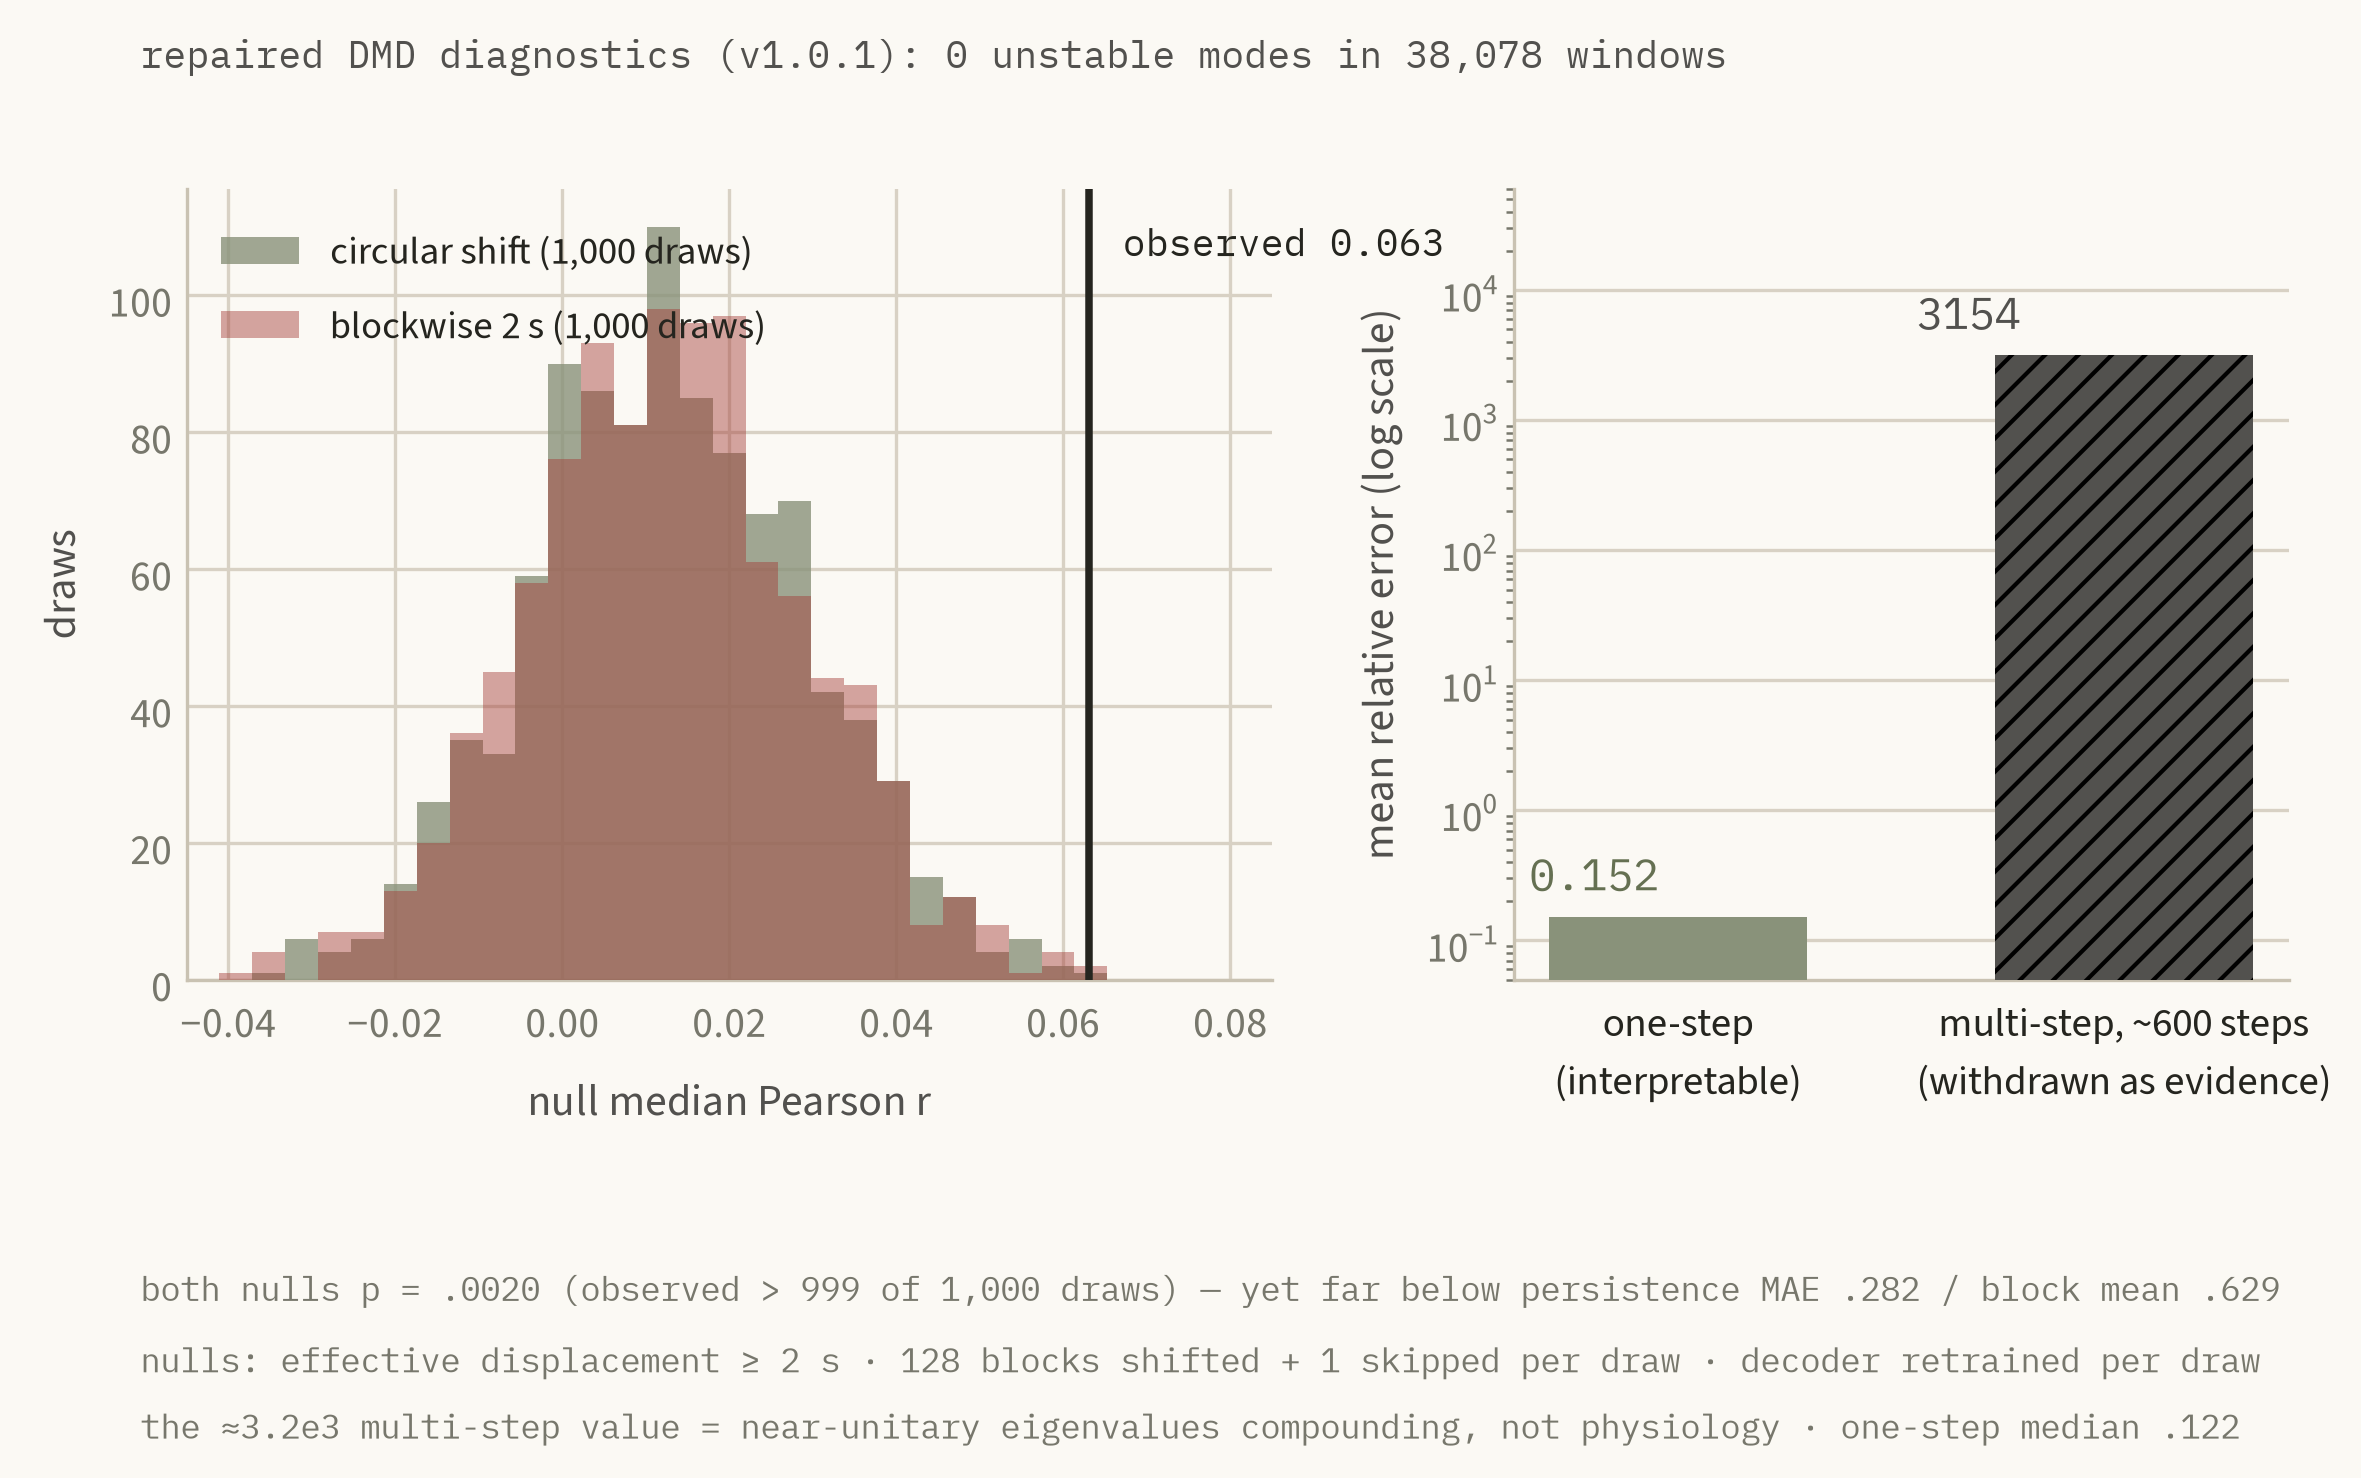 repaired DMD diagnostics (v1.0.1): 0 unstable modes in 38,078 windows
circular shift (1,000 draws)
blockwise 2 s (1,000 draws)
observed 0.063
draws
100
80
60
40
20
0
−0.04 −0.02 0.00 0.02 0.04 0.06 0.08
null median Pearson r
mean relative error (log scale)
10⁴
10³
10²
10¹
10⁰
10⁻¹
3154
0.152
one-step
(interpretable)
multi-step, ~600 steps
(withdrawn as evidence)
both nulls p = .0020 (observed > 999 of 1,000 draws) — yet far below persistence MAE .282 / block mean .629
nulls: effective displacement ≥ 2 s · 128 blocks shifted + 1 skipped per draw · decoder retrained per draw
the ≈3.2e3 multi-step value = near-unitary eigenvalues compounding, not physiology · one-step median .122